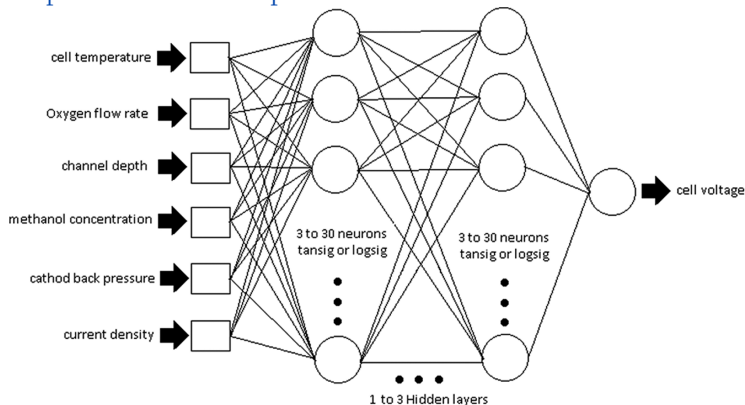 cell temperature
Oxygen flow rate
channel depth
methanol concentration
cathod back pressure
current density
3 to 30 neurons
tansig or logsig
3 to 30 neurons
tansig or logsig
1 to 3 Hidden layers
cell voltage